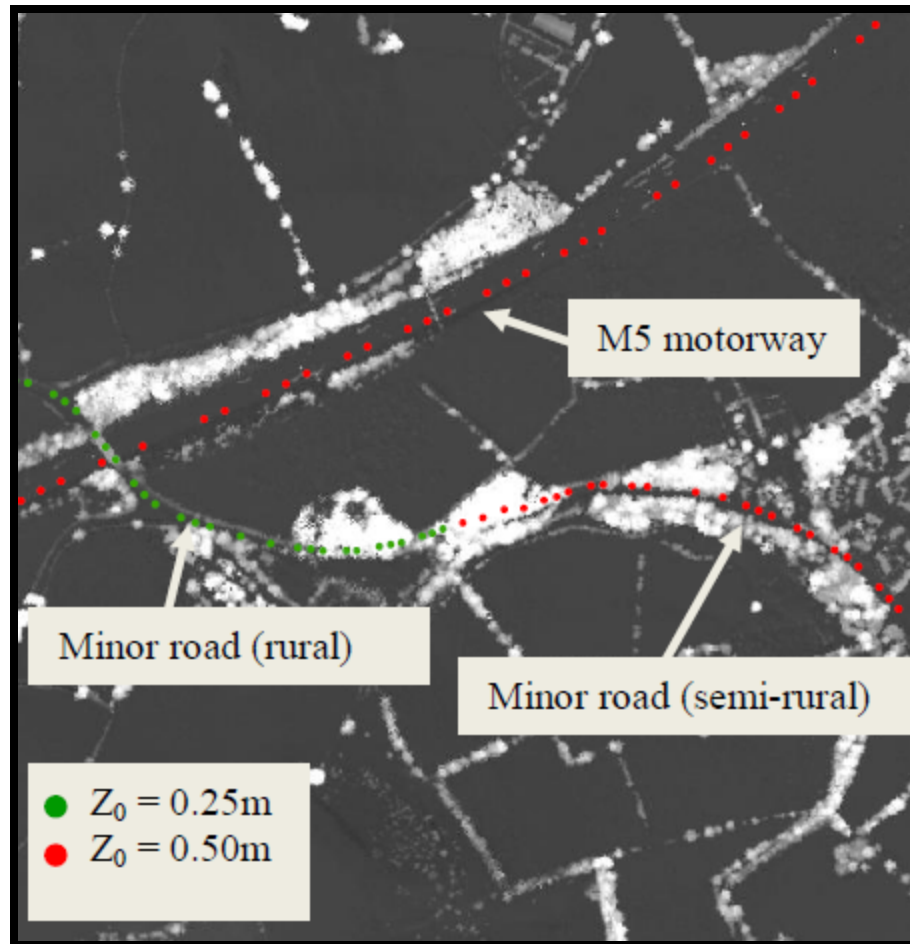 M5 motorway
Minor road (rural)
Minor road (semi-rural)
Z₀ = 0.25m
Z₀ = 0.50m